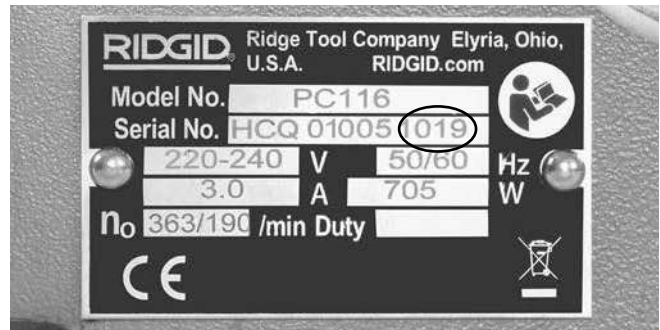 RIDGID® Ridge Tool Company Elyria, Ohio,
U.S.A. RIDGID.com
Model No. PC116
Serial No. HCQ 01005 1019
220-240 V 50/60 Hz
3.0 A 705 W
no 363/190 /min Duty
CE